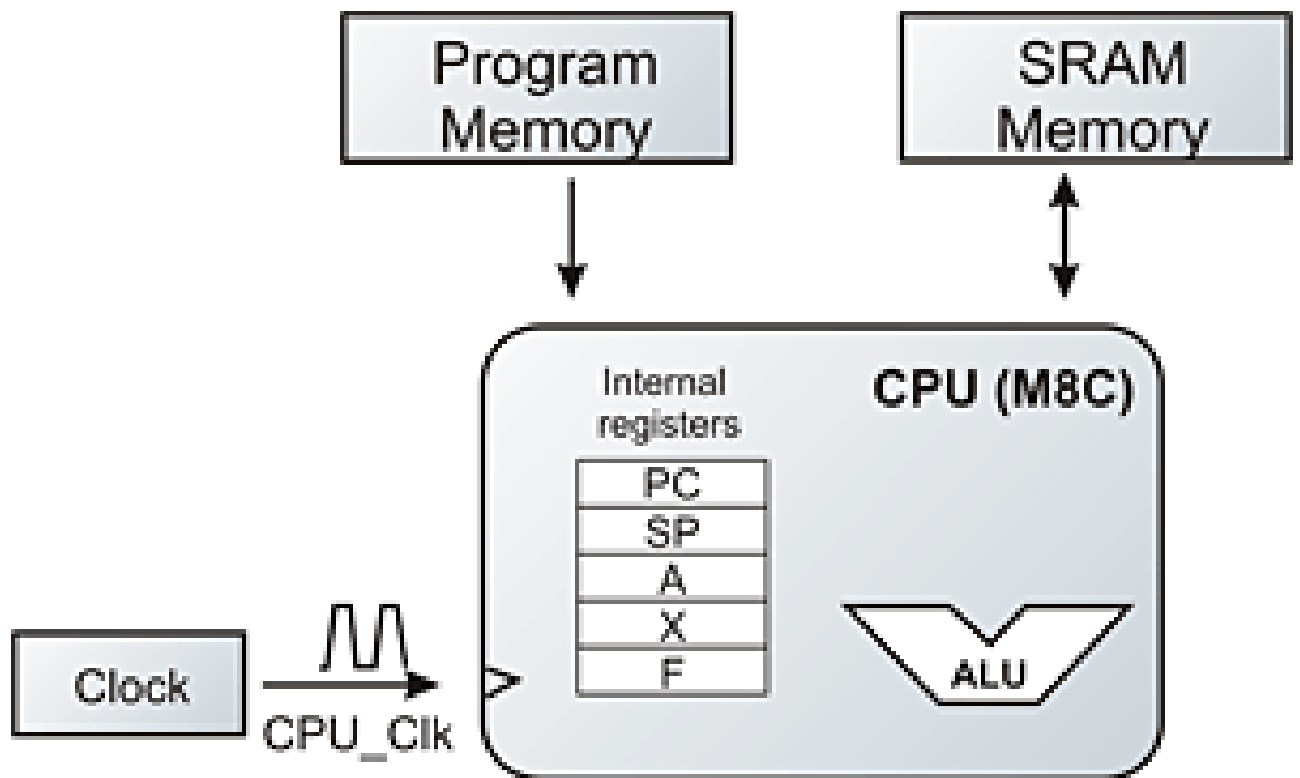 Program
Memory
SRAM
Memory
Internal
registers
CPU (M8C)
PC
SP
A
X
F
ALU
Clock
CPU_Clk